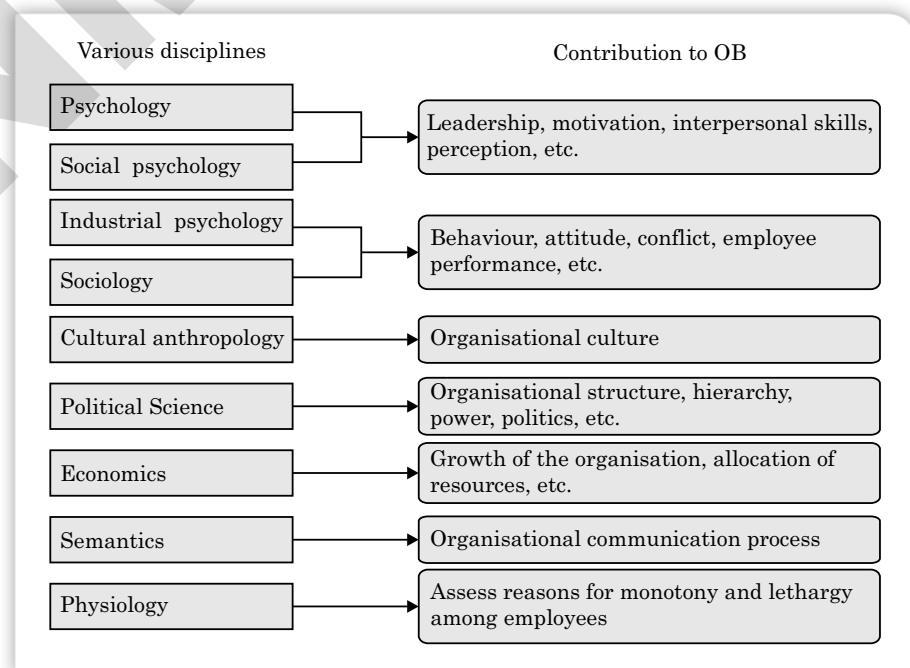 Various disciplines
Contribution to OB
Psychology
Social psychology
Leadership, motivation, interpersonal skills,
perception, etc.
Industrial psychology
Sociology
Behaviour, attitude, conflict, employee
performance, etc.
Cultural anthropology
Organisational culture
Political Science
Organisational structure, hierarchy,
power, politics, etc.
Economics
Growth of the organisation, allocation of
resources, etc.
Semantics
Organisational communication process
Physiology
Assess reasons for monotony and lethargy
among employees